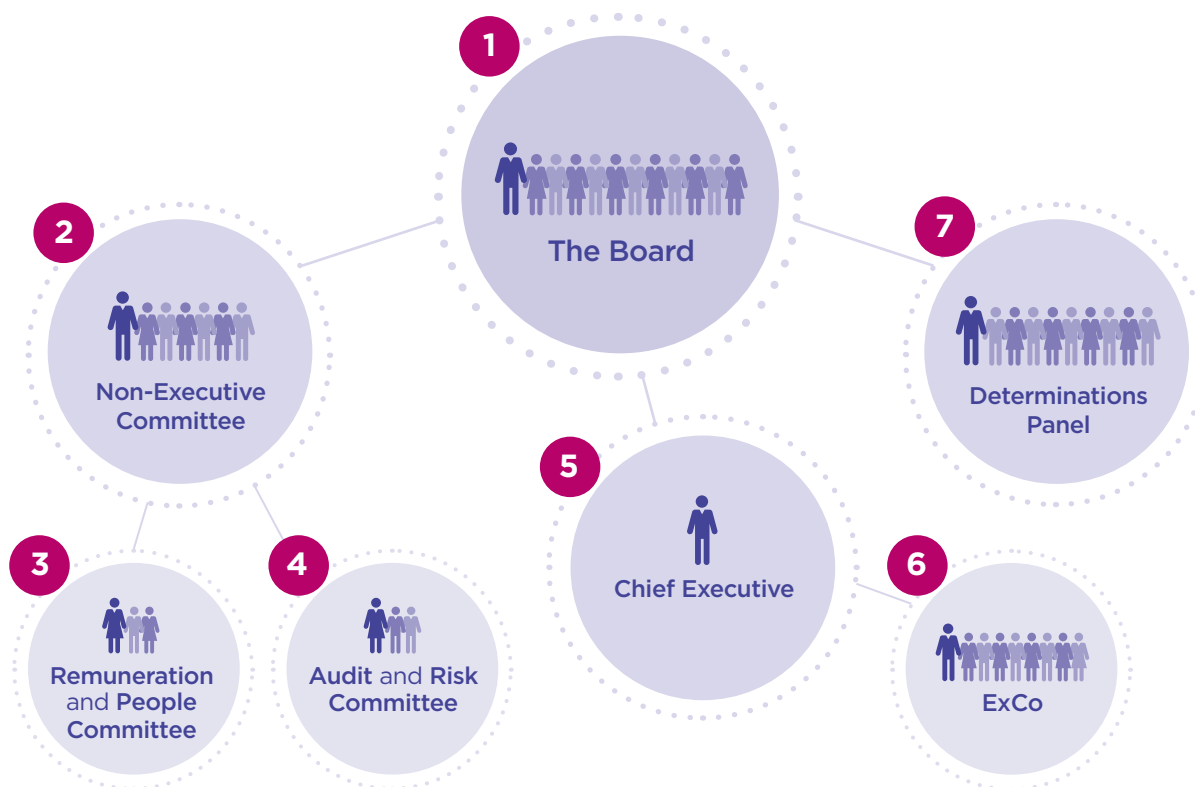 1
The Board
2
Non-Executive
Committee
3
Remuneration
and People
Committee
4
Audit and Risk
Committee
5
Chief Executive
6
ExCo
7
Determinations
Panel